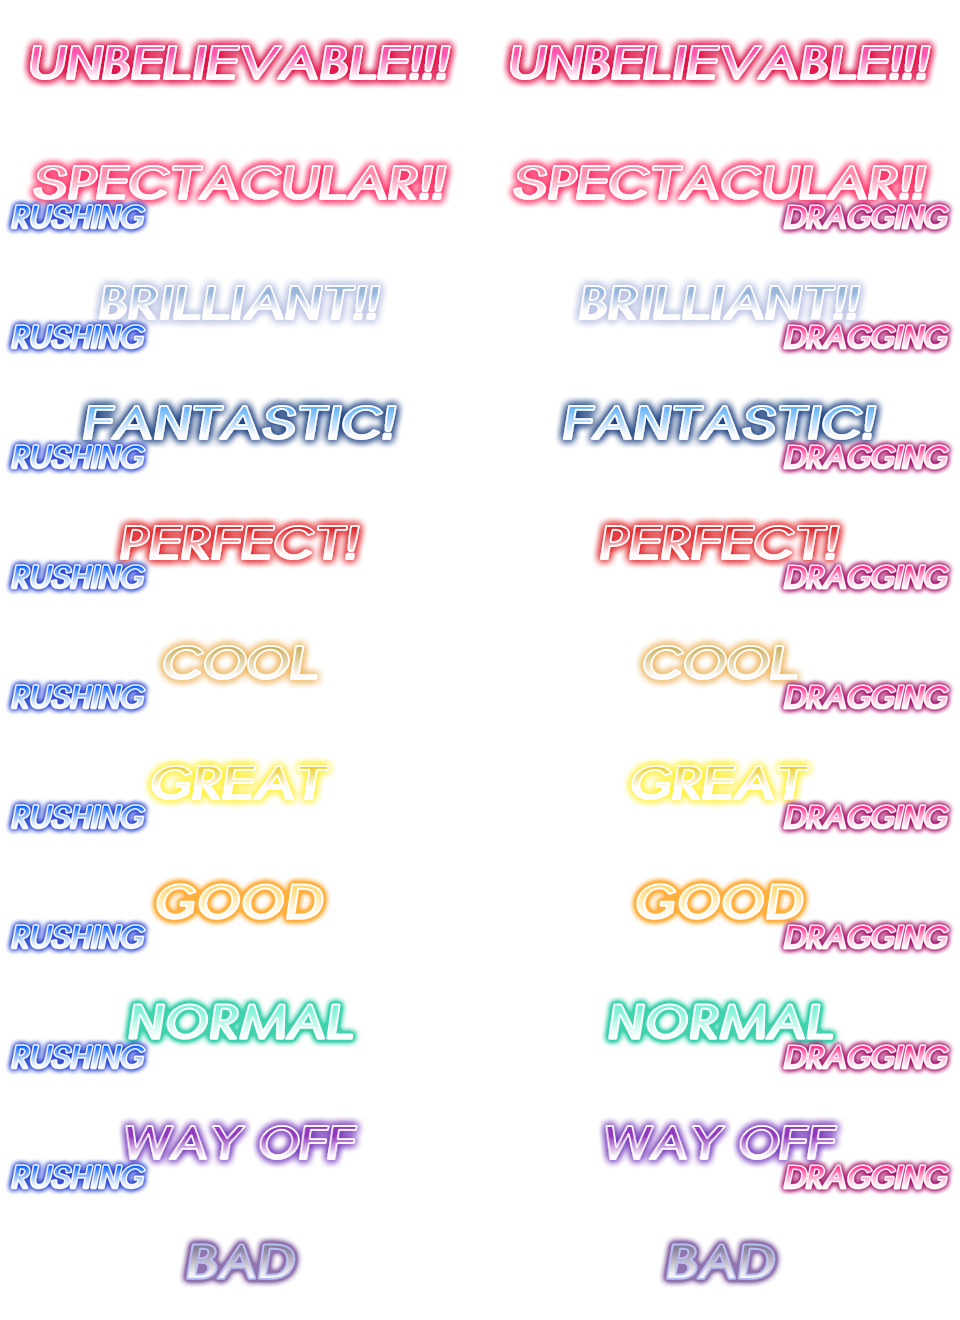 UNBELIEVABLE!!! UNBELIEVABLE!!!
SPECTACULAR!! SPECTACULAR!!
RUSHING DRAGGING
BRILLIANT!! BRILLIANT!!
RUSHING DRAGGING
FANTASTIC! FANTASTIC!
RUSHING DRAGGING
PERFECT! PERFECT!
RUSHING DRAGGING
COOL COOL
RUSHING DRAGGING
GREAT GREAT
RUSHING DRAGGING
GOOD GOOD
RUSHING DRAGGING
NORMAL NORMAL
RUSHING DRAGGING
WAY OFF WAY OFF
RUSHING DRAGGING
BAD BAD